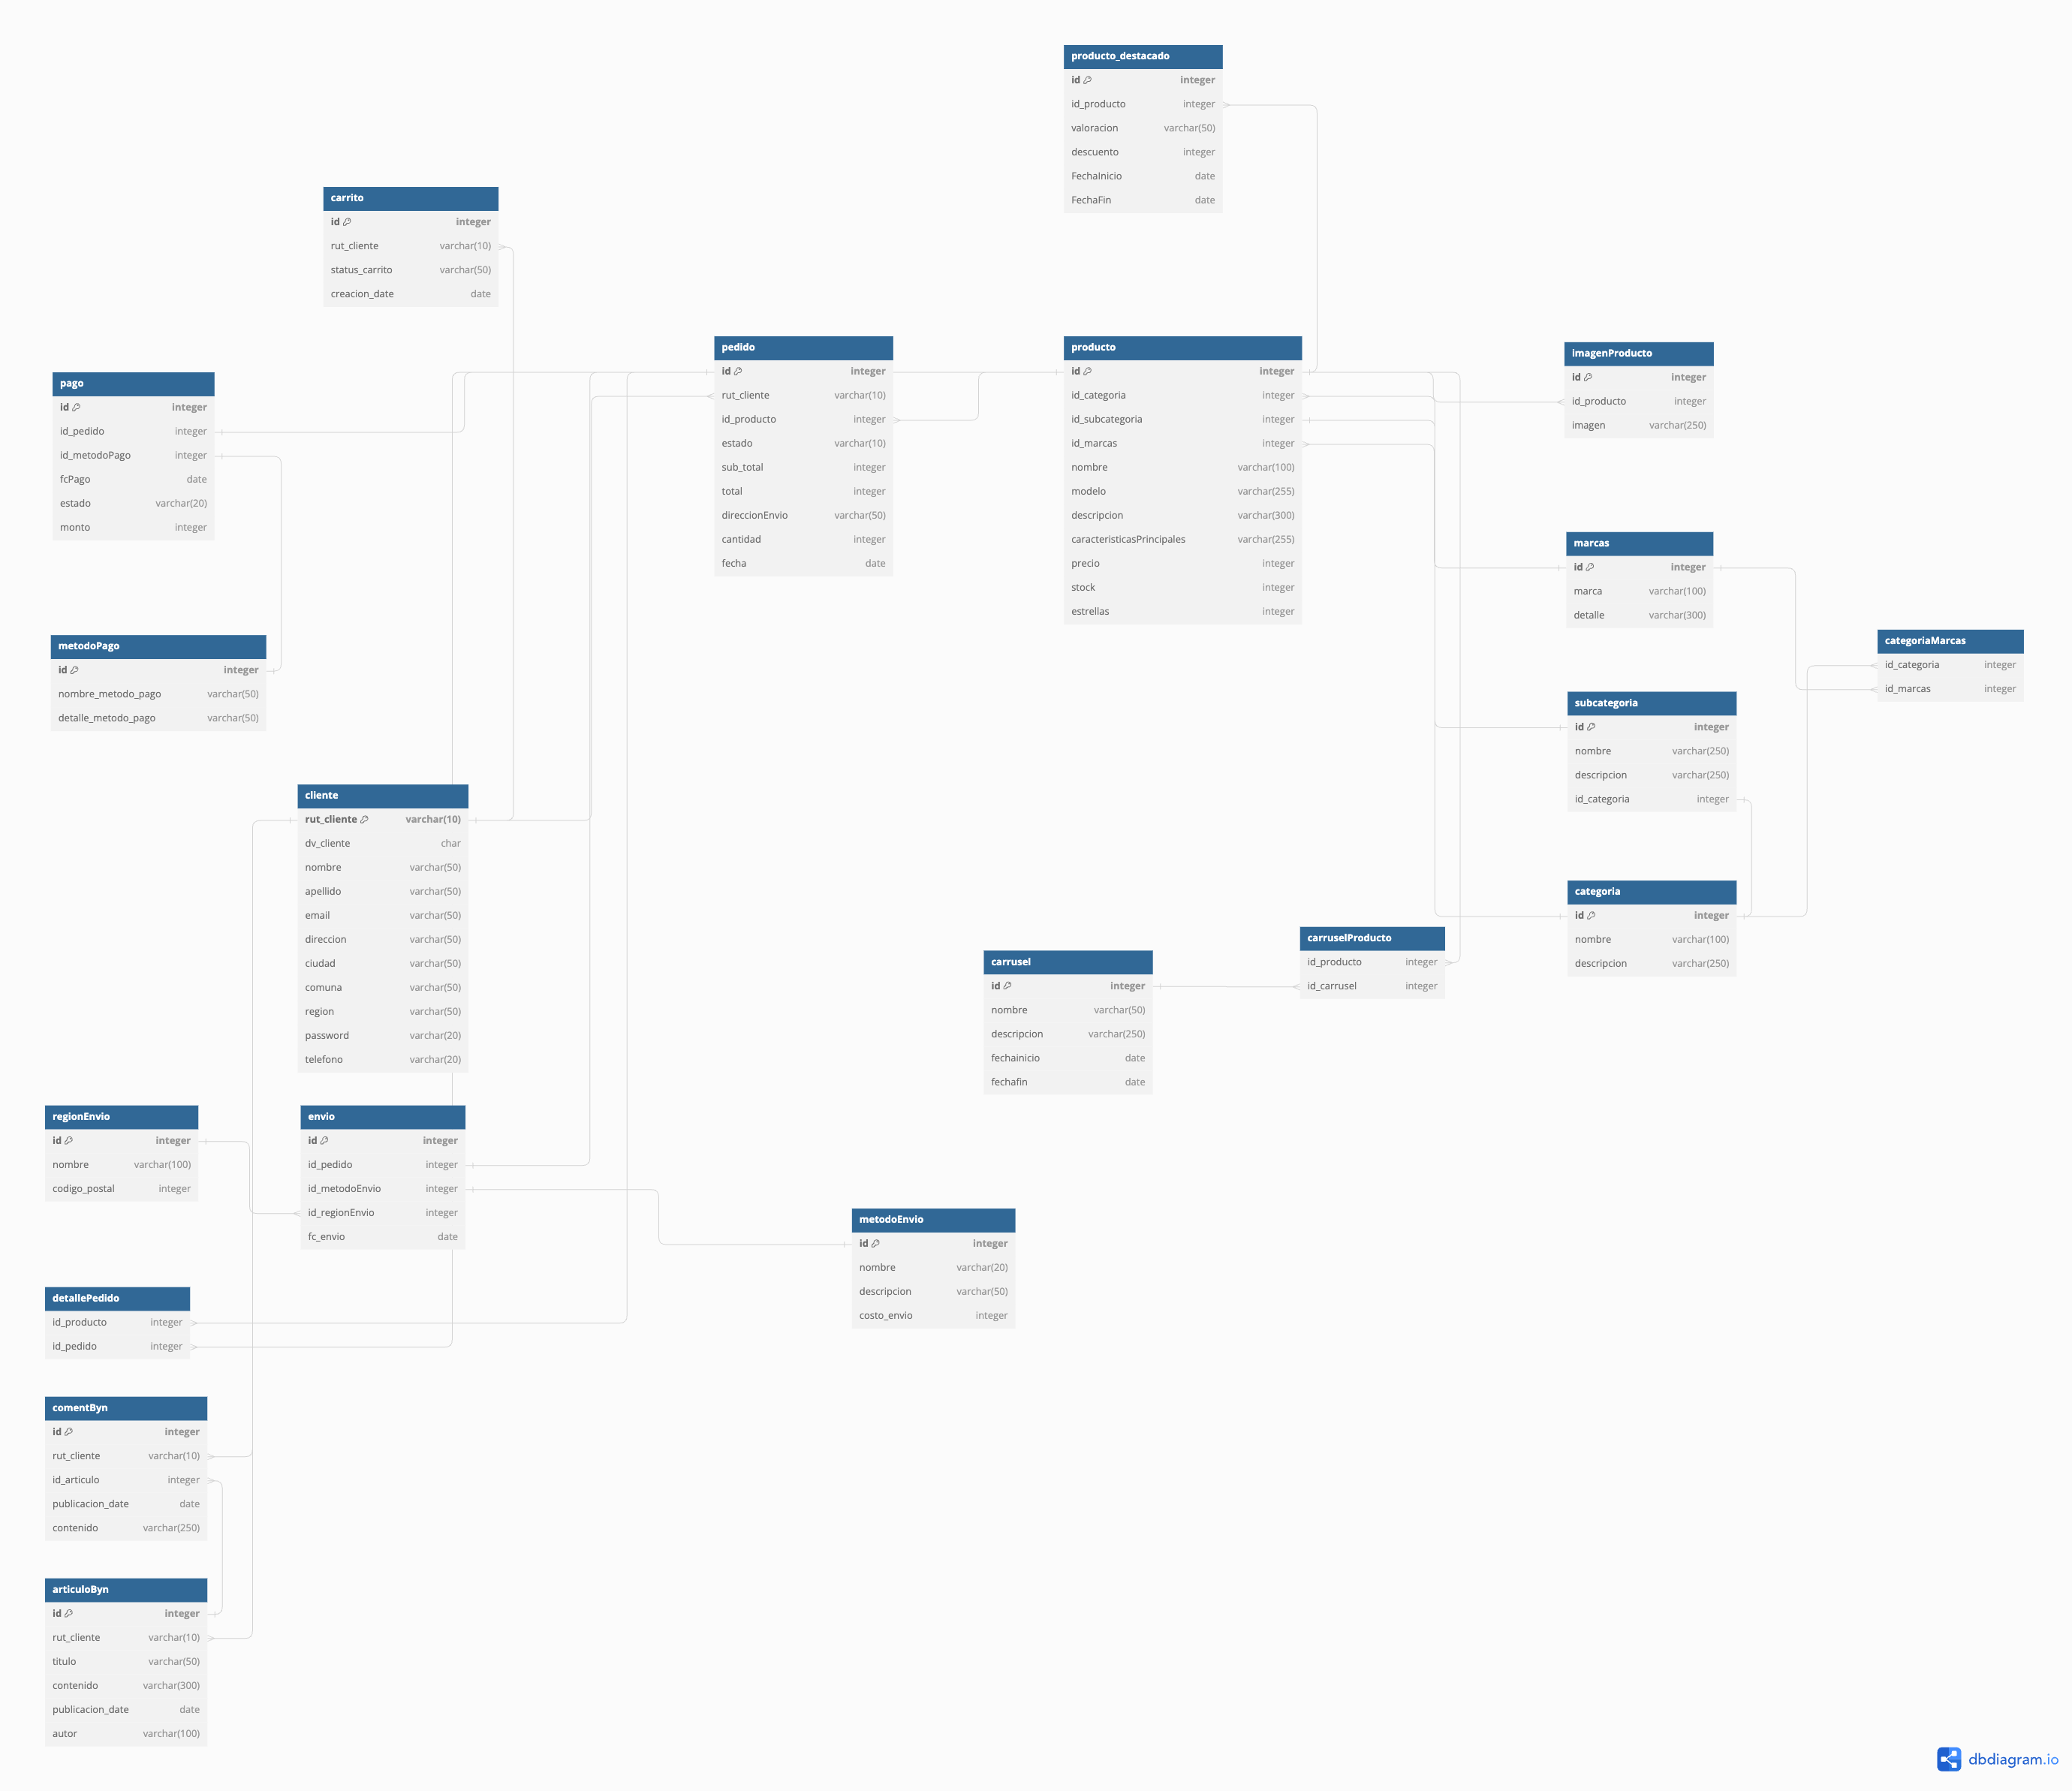 producto_destacado
id integer
id_producto integer
valoracion varchar(50)
descuento integer
FechaInicio date
FechaFin date
carrito
id integer
rut_cliente varchar(10)
status_carrito varchar(50)
creacion_date date
pedido
id integer
rut_cliente varchar(10)
id_producto integer
estado varchar(10)
sub_total integer
total integer
direccionEnvio varchar(50)
cantidad integer
fecha date
producto
id integer
id_categoria integer
id_subcategoria integer
id_marcas integer
nombre varchar(100)
modelo varchar(255)
descripcion varchar(300)
caracteristicasPrincipales varchar(255)
precio integer
stock integer
estrellas integer
imagenProducto
id integer
id_producto integer
imagen varchar(250)
pago
id integer
id_pedido integer
id_metodoPago integer
fcPago date
estado varchar(20)
monto integer
marcas
id integer
marca varchar(100)
detalle varchar(300)
categoriaMarcas
id_categoria integer
id_marcas integer
metodoPago
id integer
nombre_metodo_pago varchar(50)
detalle_metodo_pago varchar(50)
subcategoria
id integer
nombre varchar(250)
descripcion varchar(250)
id_categoria integer
cliente
rut_cliente varchar(10)
dv_cliente char
nombre varchar(50)
apellido varchar(50)
email varchar(50)
direccion varchar(50)
ciudad varchar(50)
comuna varchar(50)
region varchar(50)
password varchar(20)
telefono varchar(20)
categoria
id integer
nombre varchar(100)
descripcion varchar(250)
carruselProducto
id_producto integer
id_carrusel integer
carrusel
id integer
nombre varchar(50)
descripcion varchar(250)
fechainicio date
fechafin date
regionEnvio
id integer
nombre varchar(100)
codigo_postal integer
envio
id integer
id_pedido integer
id_metodoEnvio integer
id_regionEnvio integer
fc_envio date
metodoEnvio
id integer
nombre varchar(20)
descripcion varchar(50)
costo_envio integer
detallePedido
id_producto integer
id_pedido integer
comentByn
id integer
rut_cliente varchar(10)
id_articulo integer
publicacion_date date
contenido varchar(250)
articuloByn
id integer
rut_cliente varchar(10)
titulo varchar(50)
contenido varchar(300)
publicacion_date date
autor varchar(100)
dbdiagram.io